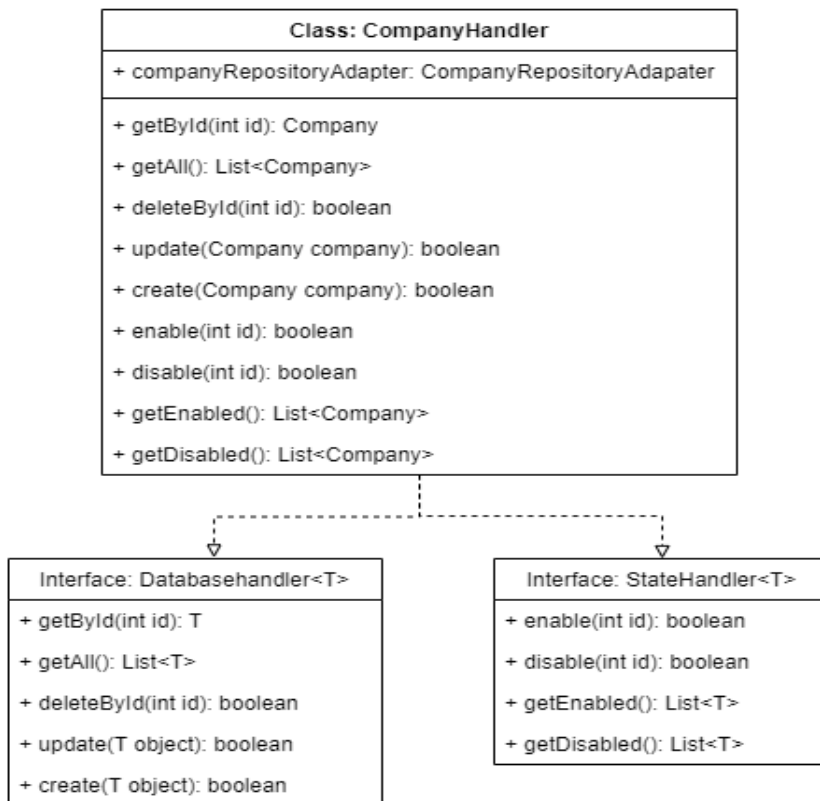 Class: CompanyHandler
+ companyRepositoryAdapter: CompanyRepositoryAdapater
+ getById(int id): Company
+ getAll(): List<Company>
+ deleteById(int id): boolean
+ update(Company company): boolean
+ create(Company company): boolean
+ enable(int id): boolean
+ disable(int id): boolean
+ getEnabled(): List<Company>
+ getDisabled(): List<Company>
Interface: Databasehandler<T>
+ getById(int id): T
+ getAll(): List<T>
+ deleteById(int id): boolean
+ update(T object): boolean
+ create(T object): boolean
Interface: StateHandler<T>
+ enable(int id): boolean
+ disable(int id): boolean
+ getEnabled(): List<T>
+ getDisabled(): List<T>